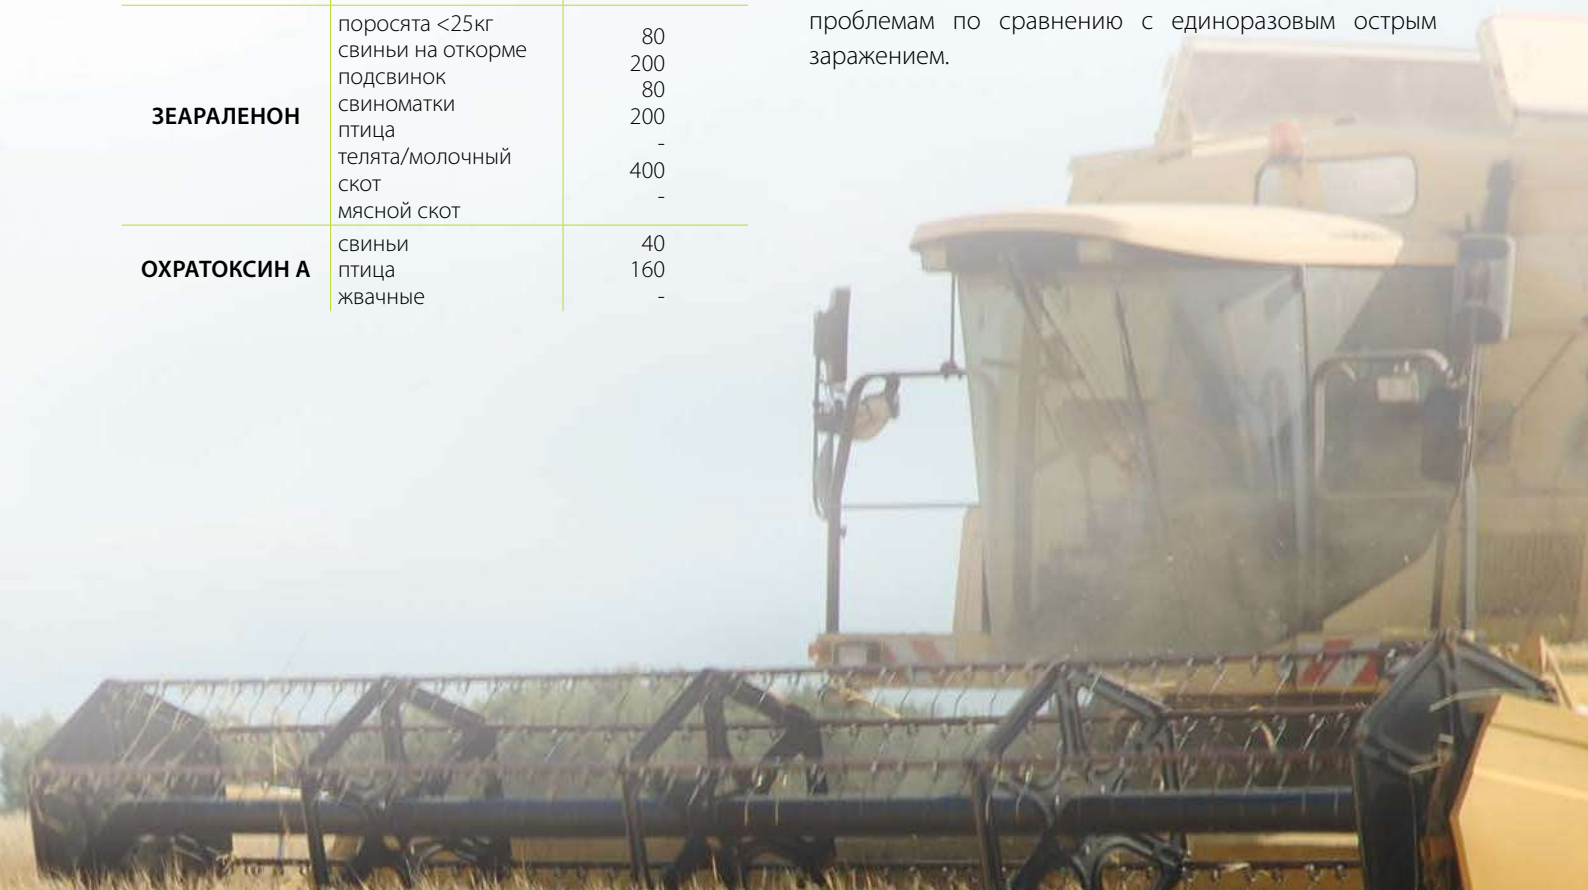 поросята <25кг 80
свиньи на откорме 200
подсвинок 80
ЗЕАРАЛЕНОН свиноматки 200
птица -
телята/молочный 400
скот
мясной скот -
ОХРАТОКСИН А свиньи 40
птица 160
жвачные -
проблемам по сравнению с единоразовым острым
заражением.